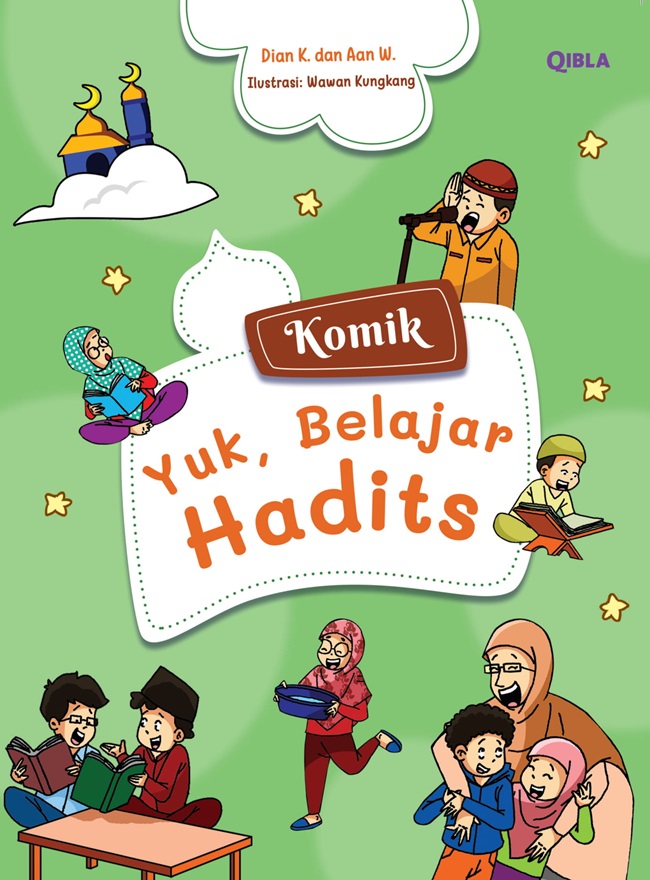 Dian K. dan Aan W.
Ilustrasi: Wawan Kungkang
QIBLA
Komik
Yuk, Belajar
Hadits